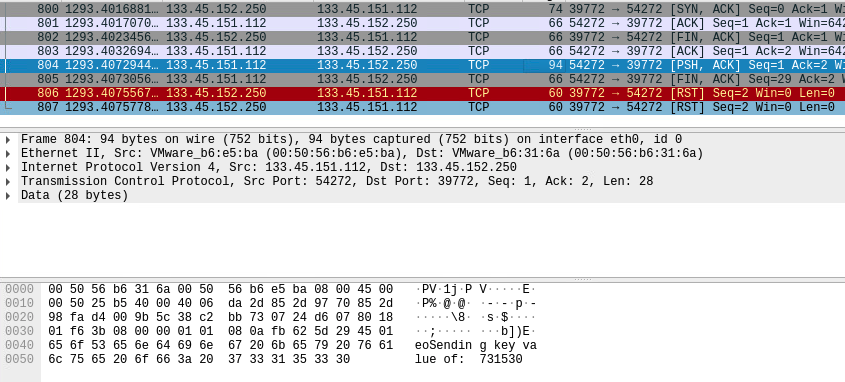 800 1293.4016881… 133.45.152.250 133.45.151.112 TCP 74 39772 → 54272 [SYN, ACK] Seq=0 Ack=1 W
801 1293.4017070… 133.45.151.112 133.45.152.250 TCP 66 54272 → 39772 [ACK] Seq=1 Ack=1 Win=642
802 1293.4023456… 133.45.152.250 133.45.151.112 TCP 66 39772 → 54272 [FIN, ACK] Seq=1 Ack=1 W
803 1293.4032694… 133.45.151.112 133.45.152.250 TCP 66 54272 → 39772 [ACK] Seq=1 Ack=2 Win=642
804 1293.4072944… 133.45.151.112 133.45.152.250 TCP 94 54272 → 39772 [PSH, ACK] Seq=1 Ack=2 W
805 1293.4073056… 133.45.151.112 133.45.152.250 TCP 66 54272 → 39772 [FIN, ACK] Seq=29 Ack=2 W
806 1293.4075567… 133.45.152.250 133.45.151.112 TCP 60 39772 → 54272 [RST] Seq=2 Win=0 Len=0
807 1293.4075778… 133.45.152.250 133.45.151.112 TCP 60 39772 → 54272 [RST] Seq=2 Win=0 Len=0
Frame 804: 94 bytes on wire (752 bits), 94 bytes captured (752 bits) on interface eth0, id 0
Ethernet II, Src: VMware_b6:e5:ba (00:50:56:b6:e5:ba), Dst: VMware_b6:31:6a (00:50:56:b6:31:6a)
Internet Protocol Version 4, Src: 133.45.151.112, Dst: 133.45.152.250
Transmission Control Protocol, Src Port: 54272, Dst Port: 39772, Seq: 1, Ack: 2, Len: 28
Data (28 bytes)
0000 00 50 56 b6 31 6a 00 50 56 b6 e5 ba 08 00 45 00 ·PV·1j·P V·····E·
0010 00 50 25 b5 40 00 40 06 da 2d 85 2d 97 70 85 2d ·P%·@·@· ·-·-·p·-
0020 98 fa d4 00 9b 5c 38 c2 bb 73 07 24 d6 07 80 18 ·····\8· ·s·$····
0030 01 f6 3b 08 00 00 01 01 08 0a fb 62 5d 29 45 01 ··;····· ···b])E·
0040 65 6f 53 65 6e 64 69 6e 67 20 6b 65 79 20 76 61 eoSendin g key va
0050 6c 75 65 20 6f 66 3a 20 37 33 31 35 33 30 lue of: 731530